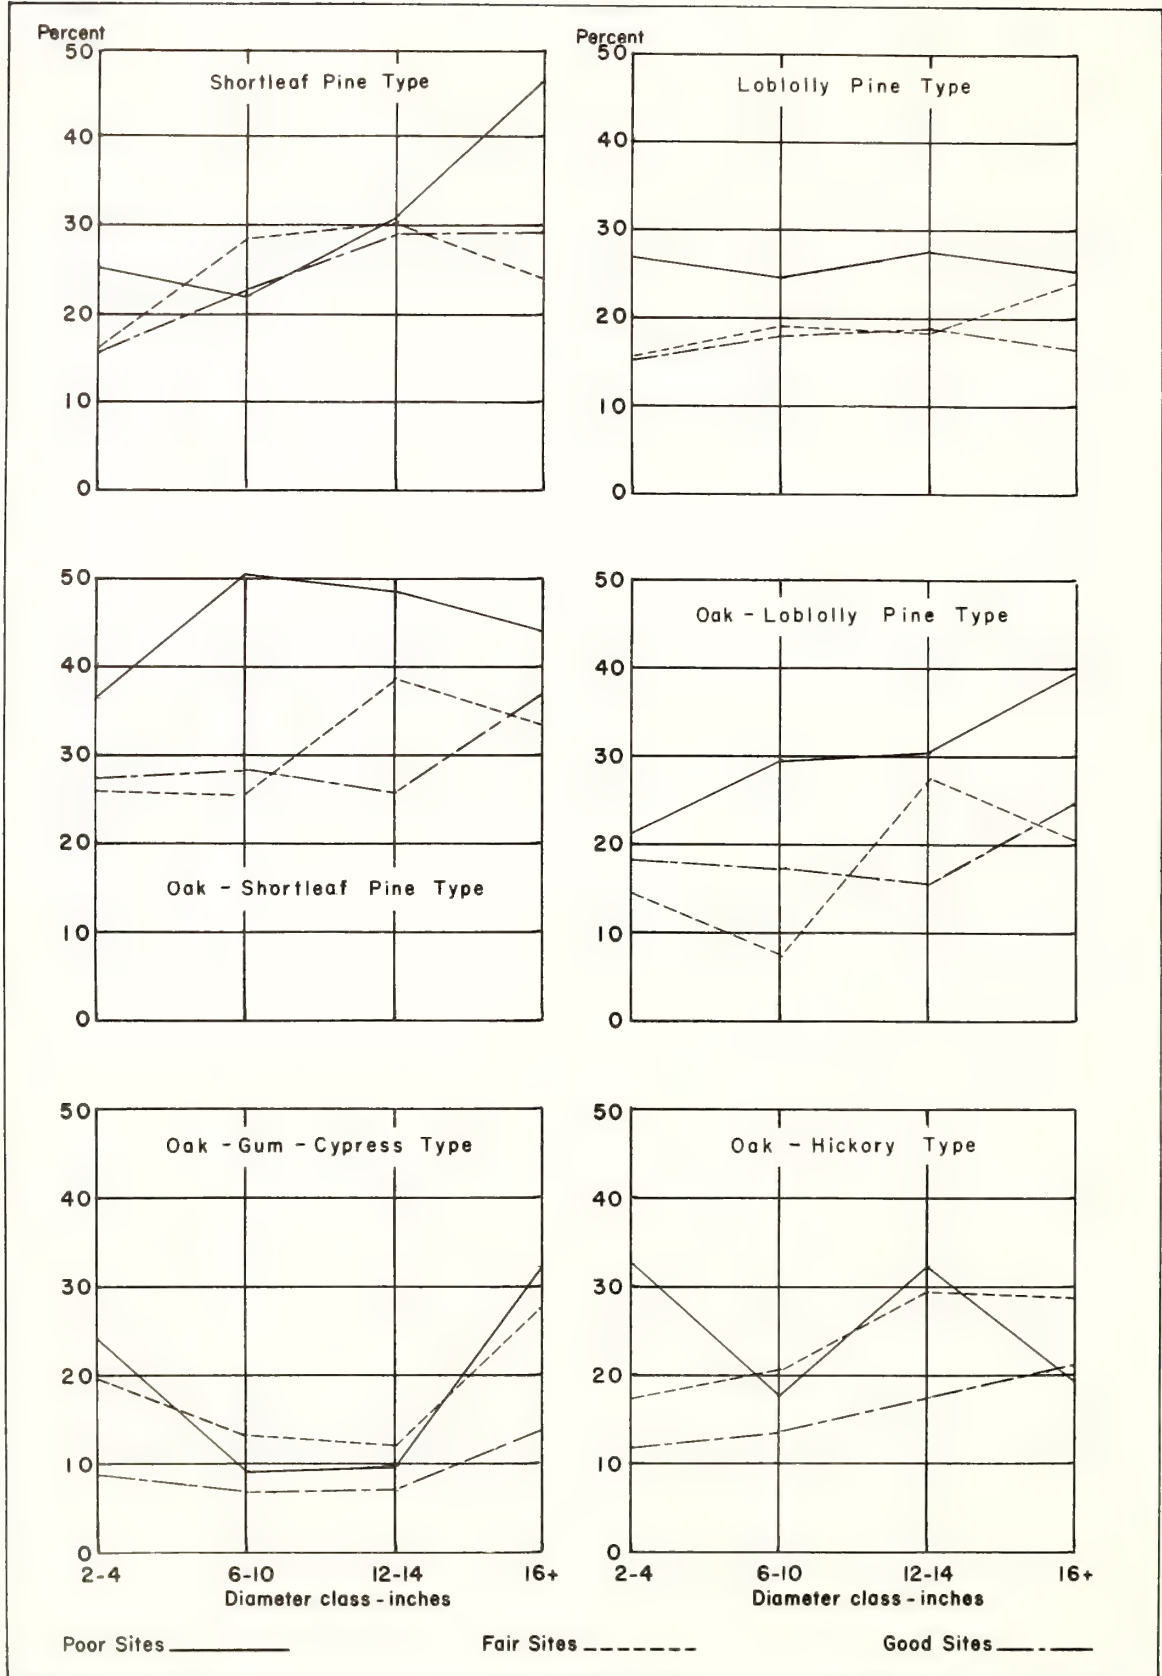 Percent
50
40
30
20
10
0
Shortleaf Pine Type
Percent
50
40
30
20
10
0
Loblolly Pine Type
50
40
30
20
10
0
Oak - Shortleaf Pine Type
50
40
30
20
10
0
Oak - Loblolly Pine Type
50
40
30
20
10
0
Oak - Gum - Cypress Type
2-4 6-10 12-14 16+
Diameter class - inches
50
40
30
20
10
0
Oak - Hickory Type
2-4 6-10 12-14 16+
Diameter class - inches
Poor Sites Fair Sites Good Sites